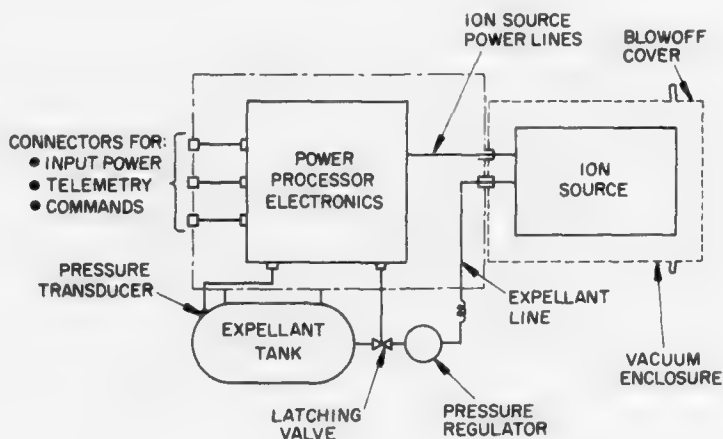 ION SOURCE
POWER LINES
BLOWOFF
COVER
CONNECTORS FOR:
● INPUT POWER
● TELEMETRY
● COMMANDS
POWER
PROCESSOR
ELECTRONICS
ION
SOURCE
PRESSURE
TRANSDUCER
EXPELLANT
TANK
EXPELLANT
LINE
LATCHING
VALVE
PRESSURE
REGULATOR
VACUUM
ENCLOSURE